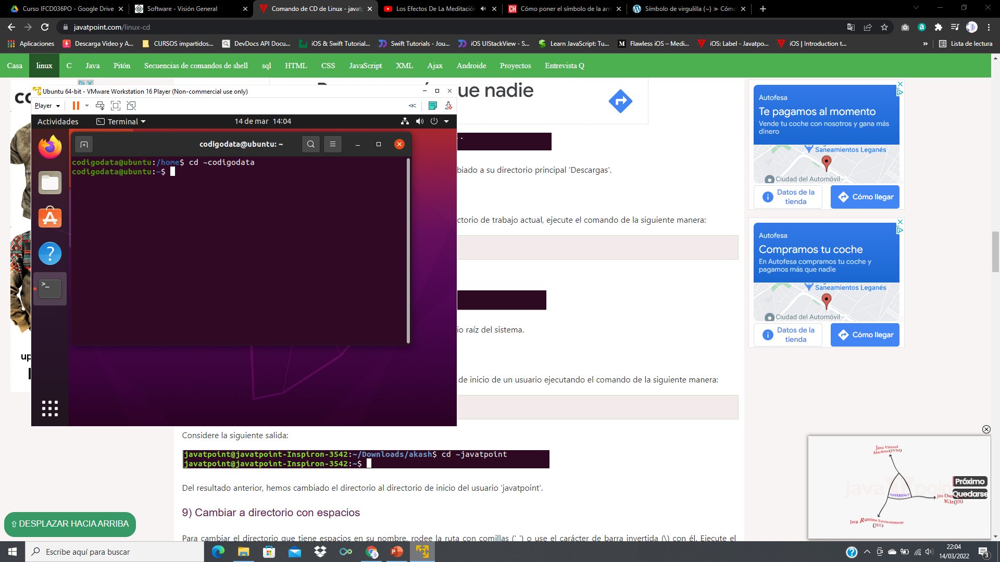 Curso IFCD036PO - Google Drive
Software - Visión General
Comando de CD de Linux - javatp
Los Efectos De La Meditación
Cómo poner el símbolo de la arro
Símbolo de virgulilla (~) ≫ Cómo
javatpoint.com/linux-cd
Aplicaciones
Descarga Video y A...
CURSOS impartidos...
DevDocs API Docu...
iOS & Swift Tutorial...
Swift Tutorials - Jou...
iOS UIStackView - S...
Learn JavaScript: Tu...
Flawless iOS – Medi...
iOS: Label - Javatpo...
iOS | Introduction t...
Lista de lectura
Casa linux C Java Pitón Secuencias de comandos de shell sql HTML CSS JavaScript XML Ajax Androide Proyectos Entrevista Q
Ubuntu 64-bit - VMware Workstation 16 Player (Non-commercial use only)
Player
Actividades
Terminal
14 de mar 14:04
codigodata@ubuntu: ~
codigodata@ubuntu:/home$ cd ~codigodata
codigodata@ubuntu:~$
ue nadie
biado a su directorio principal 'Descargas'.
ctorio de trabajo actual, ejecute el comando de la siguiente manera:
io raíz del sistema.
de inicio de un usuario ejecutando el comando de la siguiente manera:
up
Considere la siguiente salida:
javatpoint@javatpoint-Inspiron-3542:~/Downloads/akash$ cd ~javatpoint
javatpoint@javatpoint-Inspiron-3542:~$
Del resultado anterior, hemos cambiado el directorio al directorio de inicio del usuario 'javatpoint'.
9) Cambiar a directorio con espacios
Para cambiar el directorio que tiene espacios en su nombre, rodee la ruta con comillas (' ') o use el carácter de barra invertida (\) con él. Ejecute el
⇧ DESPLAZAR HACIA ARRIBA
Autofesa
Te pagamos al momento
Vende tu coche con nosotros y gana más
dinero
Saneamientos Leganés
Ciudad del Automóvil
Datos de la
tienda
Cómo llegar
Autofesa
Compramos tu coche
En Autofesa compramos tu coche y
pagamos más que nadie
Saneamientos Leganés
Ciudad del Automóvil
Datos de la
tienda
Cómo llegar
Java Virtual
Machine(JVM)
Próximo
Quedarse
DIFFERENCE
Java De
Kit(JDK)
Java Runtime Environment
(JRE)
Escribe aquí para buscar
22:04
14/03/2022
3